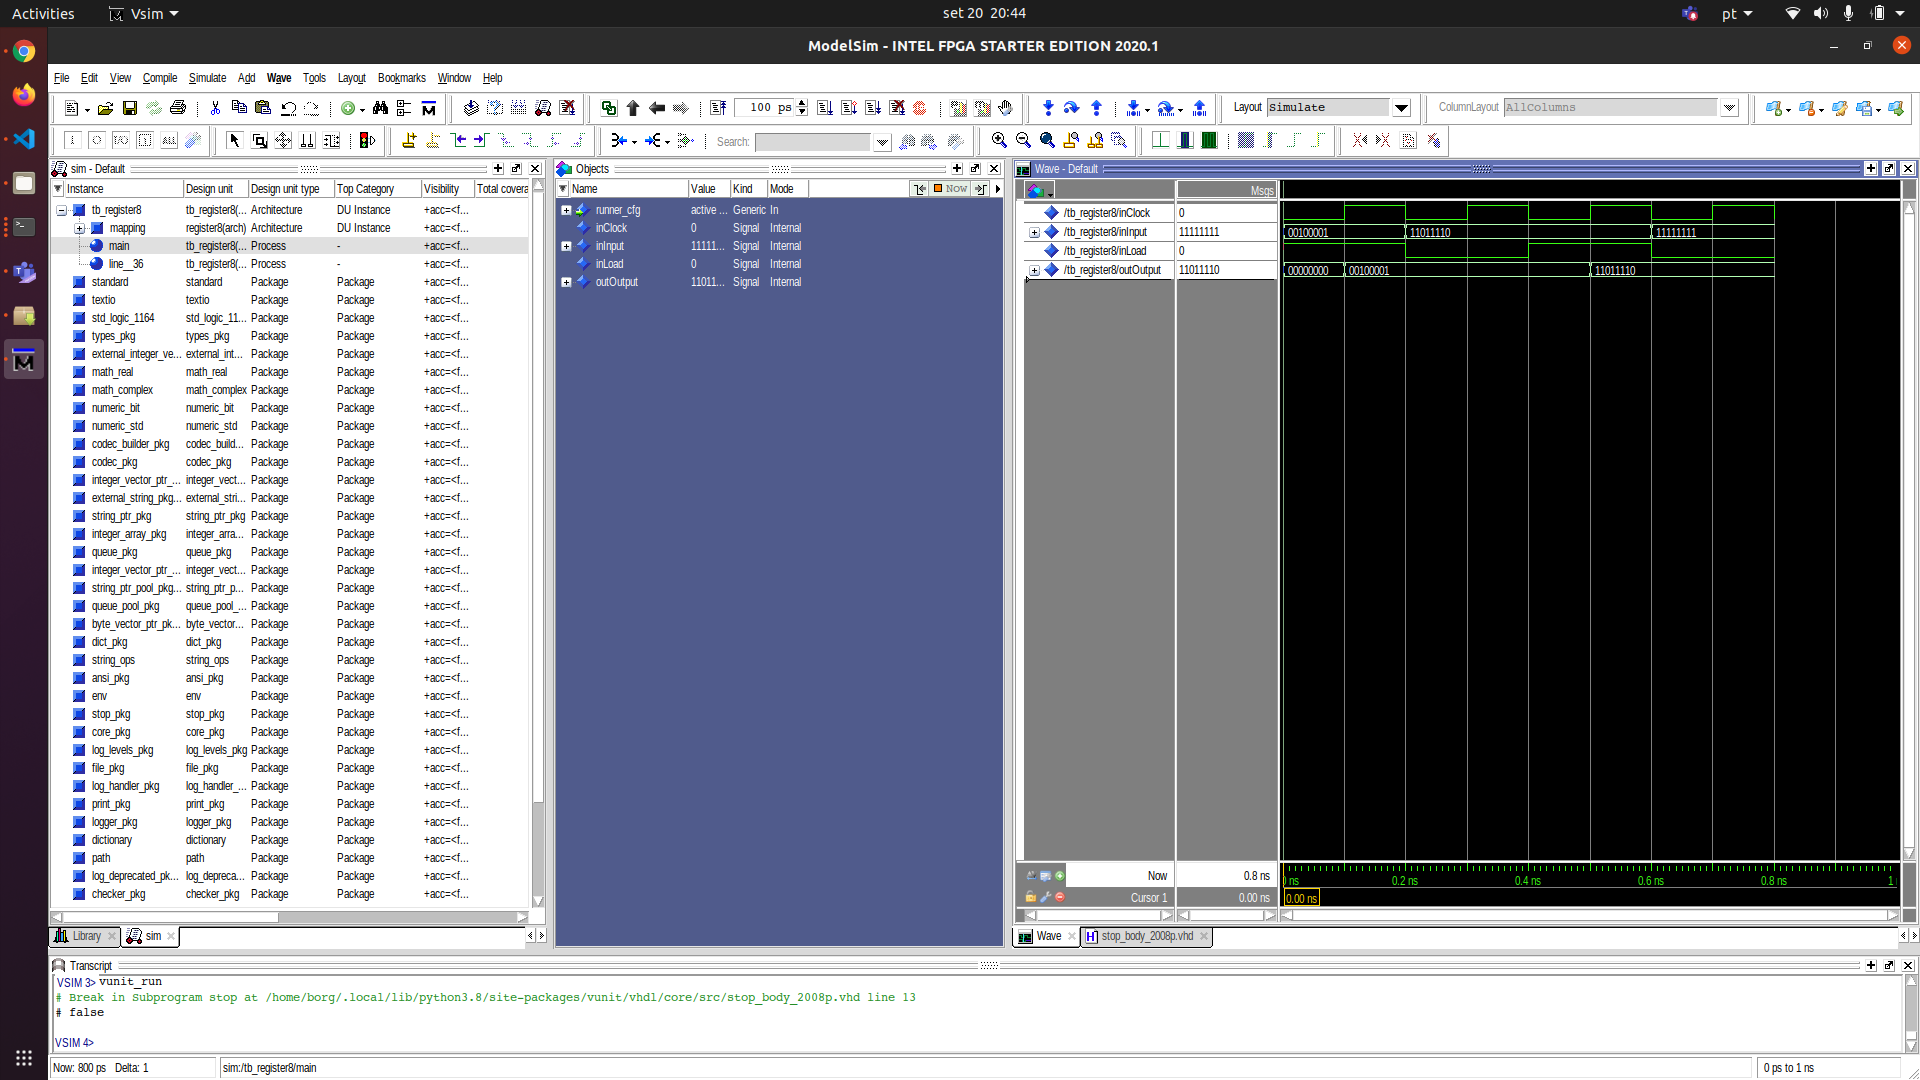 Activities Vsim set 20 20:44 pt
ModelSim - INTEL FPGA STARTER EDITION 2020.1
File Edit View Compile Simulate Add Wave Tools Layout Bookmarks Window Help
100 ps Layout Simulate ColumnLayout AllColumns
Search:
sim - Default
Instance Design unit Design unit type Top Category Visibility Total covera
tb_register8 tb_register8(... Architecture DU Instance +acc=<f...
mapping register8(arch) Architecture DU Instance +acc=<f...
main tb_register8(... Process - +acc=<f...
line__36 tb_register8(... Process - +acc=<f...
standard standard Package Package +acc=<f...
textio textio Package Package +acc=<f...
std_logic_1164 std_logic_11... Package Package +acc=<f...
types_pkg types_pkg Package Package +acc=<f...
external_integer_ve... external_int... Package Package +acc=<f...
math_real math_real Package Package +acc=<f...
math_complex math_complex Package Package +acc=<f...
numeric_bit numeric_bit Package Package +acc=<f...
numeric_std numeric_std Package Package +acc=<f...
codec_builder_pkg codec_build... Package Package +acc=<f...
codec_pkg codec_pkg Package Package +acc=<f...
integer_vector_ptr_... integer_vect... Package Package +acc=<f...
external_string_pkg... external_stri... Package Package +acc=<f...
string_ptr_pkg string_ptr_pkg Package Package +acc=<f...
integer_array_pkg integer_arra... Package Package +acc=<f...
queue_pkg queue_pkg Package Package +acc=<f...
integer_vector_ptr_... integer_vect... Package Package +acc=<f...
string_ptr_pool_pkg... string_ptr_p... Package Package +acc=<f...
queue_pool_pkg queue_pool_... Package Package +acc=<f...
byte_vector_ptr_pk... byte_vector... Package Package +acc=<f...
dict_pkg dict_pkg Package Package +acc=<f...
string_ops string_ops Package Package +acc=<f...
ansi_pkg ansi_pkg Package Package +acc=<f...
env env Package Package +acc=<f...
stop_pkg stop_pkg Package Package +acc=<f...
core_pkg core_pkg Package Package +acc=<f...
log_levels_pkg log_levels_pkg Package Package +acc=<f...
file_pkg file_pkg Package Package +acc=<f...
log_handler_pkg log_handler_... Package Package +acc=<f...
print_pkg print_pkg Package Package +acc=<f...
logger_pkg logger_pkg Package Package +acc=<f...
dictionary dictionary Package Package +acc=<f...
path path Package Package +acc=<f...
log_deprecated_pk... log_depreca... Package Package +acc=<f...
checker_pkg checker_pkg Package Package +acc=<f...
Library sim
Objects
Name Value Kind Mode Now
runner_cfg active ... Generic In
inClock 0 Signal Internal
inInput 11111... Signal Internal
inLoad 0 Signal Internal
outOutput 11011... Signal Internal
Wave - Default
Msgs
/tb_register8/inClock 0
/tb_register8/inInput 11111111 00100001 11011110 11111111
/tb_register8/inLoad 0
/tb_register8/outOutput 11011110 00000000 00100001 11011110
Now 0.8 ns ns 0.2 ns 0.4 ns 0.6 ns 0.8 ns 1
Cursor 1 0.00 ns 0.00 ns
Wave stop_body_2008p.vhd
Transcript
VSIM 3> vunit_run
# Break in Subprogram stop at /home/borg/.local/lib/python3.8/site-packages/vunit/vhdl/core/src/stop_body_2008p.vhd line 13
# false
VSIM 4>
Now: 800 ps Delta: 1 sim:/tb_register8/main 0 ps to 1 ns